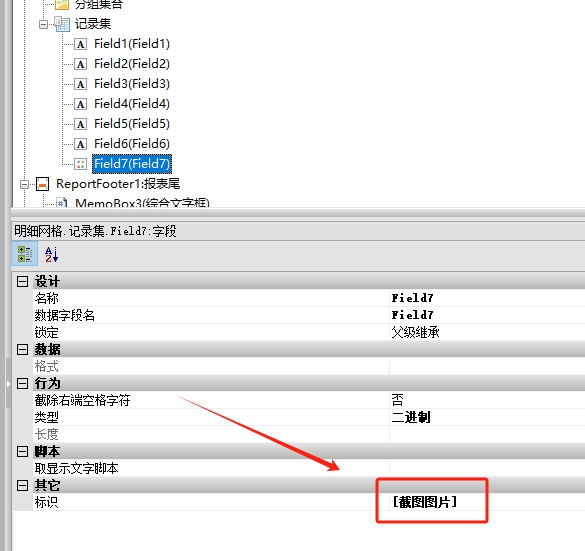 分组集合
记录集
A Field1(Field1)
A Field2(Field2)
A Field3(Field3)
A Field4(Field4)
A Field5(Field5)
A Field6(Field6)
Field7(Field7)
ReportFooter1:报表尾
MemoBox3(综合文字框)
明细网格.记录集.Field7:字段
设计
名称 Field7
数据字段名 Field7
锁定 父级继承
数据
格式
行为
截除右端空格字符 否
类型 二进制
长度
脚本
取显示文字脚本
其它
标识 [截图图片]